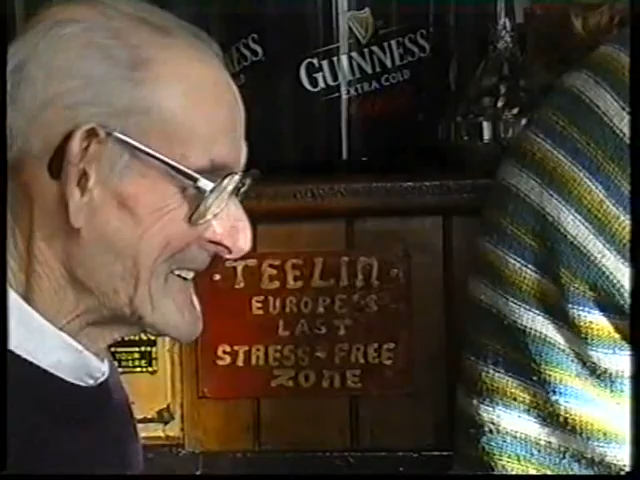 GUINNESS
EXTRA COLD
TEELIN
EUROPE'S
LAST
STRESS-FREE
ZONE